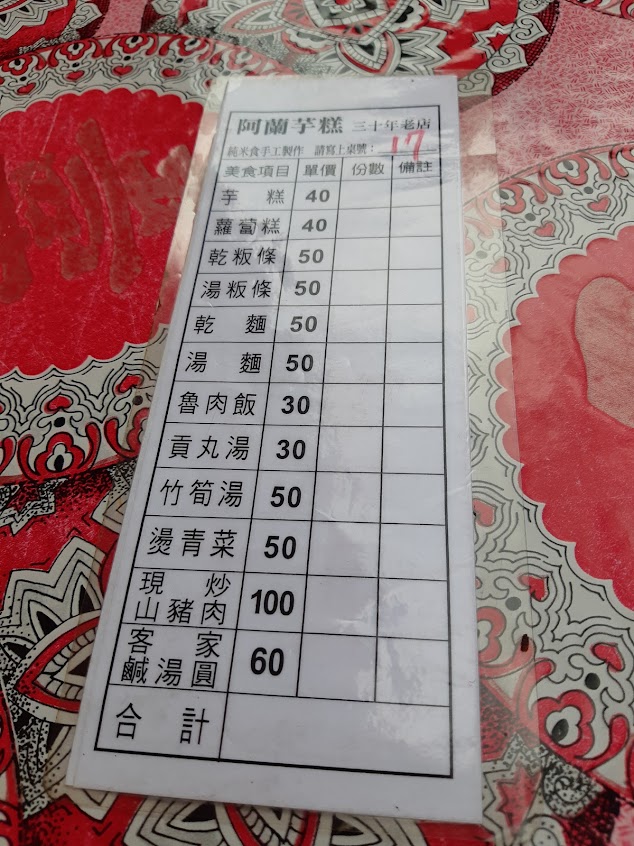 阿蘭芋糕 三十年老店
純米食手工製作 請寫上桌號: 17
美食項目 單價 份數 備註
芋糕 40
蘿蔔糕 40
乾粄條 50
湯粄條 50
乾麵 50
湯麵 50
魯肉飯 30
貢丸湯 30
竹筍湯 50
燙青菜 50
現炒
山豬肉 100
客家
鹹湯圓 60
合計